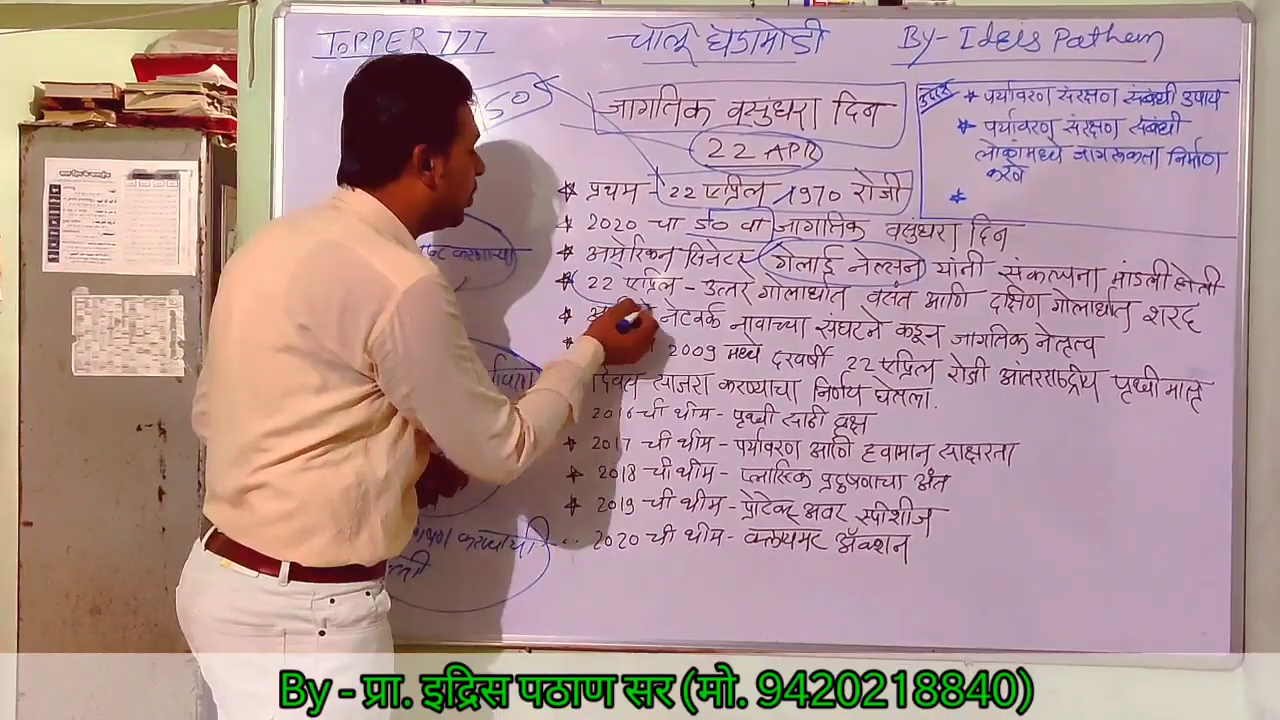 TOPPER 777
चालू घडामोडी
By- Idris Pathan
50
जागतिक वसुंधरा दिन
22 APR
उपाय
* पर्यावरण संरक्षण संबंधी उपाय
* पर्यावरण संरक्षण संबंधी
लोकांमध्ये जागरूकता निर्माण
करणे
*
* प्रथम - 22 एप्रिल 1970 रोजी
* 2020 चा 50 वा जागतिक वसुंधरा दिन
* अमेरिकन सिनेटर गेलार्ड नेल्सन यांनी संकल्पना मांडली होती
* 22 एप्रिल - उत्तर गोलार्धात वसंत आणि दक्षिण गोलार्धात शरद
* नेटवर्क नावाच्या संघटने कडून जागतिक नेतृत्व
* 2009 मध्ये दरवर्षी 22 एप्रिल रोजी आंतरराष्ट्रीय पृथ्वी मातृ
दिवस साजरा करण्याचा निर्णय घेतला.
2016 ची थीम - पृथ्वी साठी वृक्ष
* 2017 ची थीम - पर्यावरण आणि हवामान साक्षरता
* 2018 ची थीम - प्लास्टिक प्रदुषणाचा अंत
* 2019 ची थीम - प्रोटेक्ट अवर स्पीशीज
2020 ची थीम - क्लायमेट अ‍ॅक्शन
By - प्रा. इद्रिस पठाण सर (मो. 9420218840)